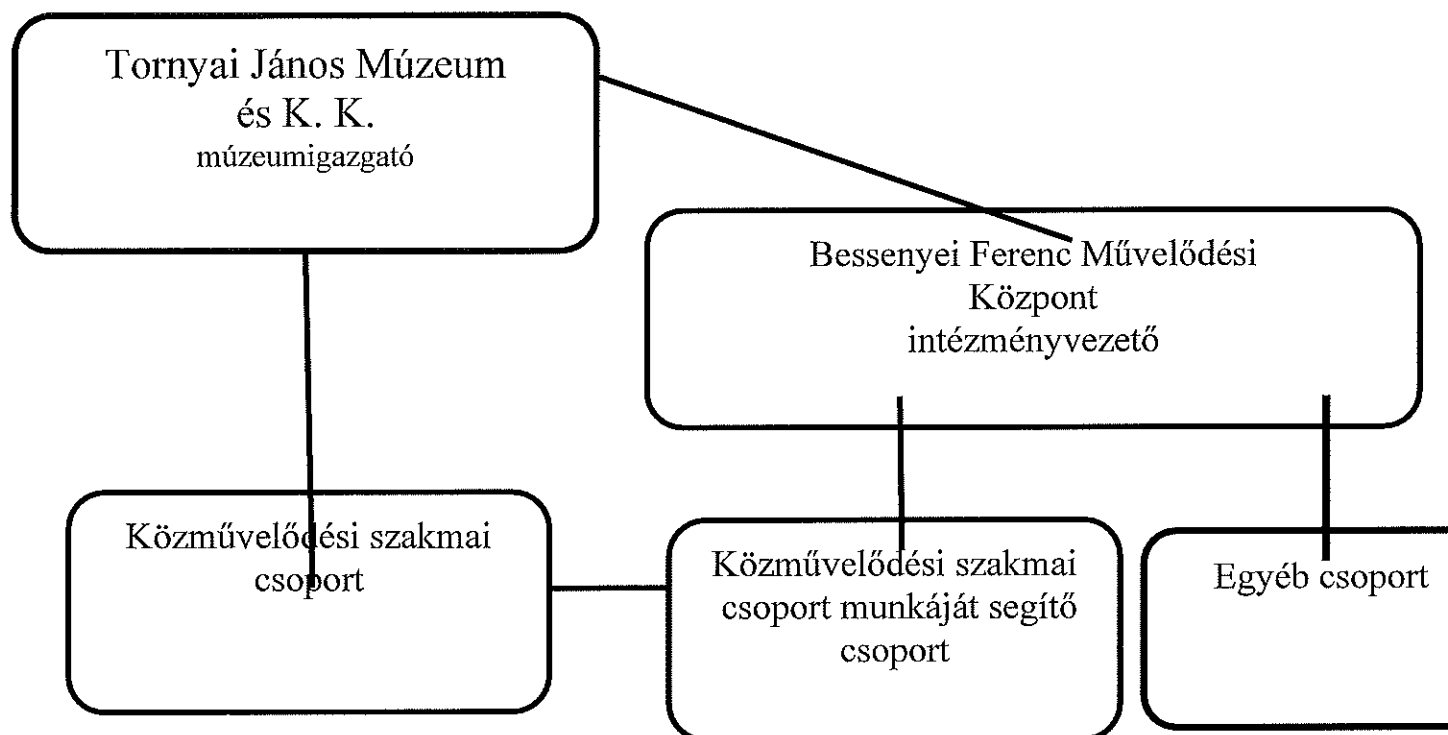 Tornyai János Múzeum
és K. K.
múzeumigazgató
Bessenyei Ferenc Művelődési
Központ
intézményvezető
Közművelődési szakmai
csoport
Közművelődési szakmai
csoport munkáját segítő
csoport
Egyéb csoport